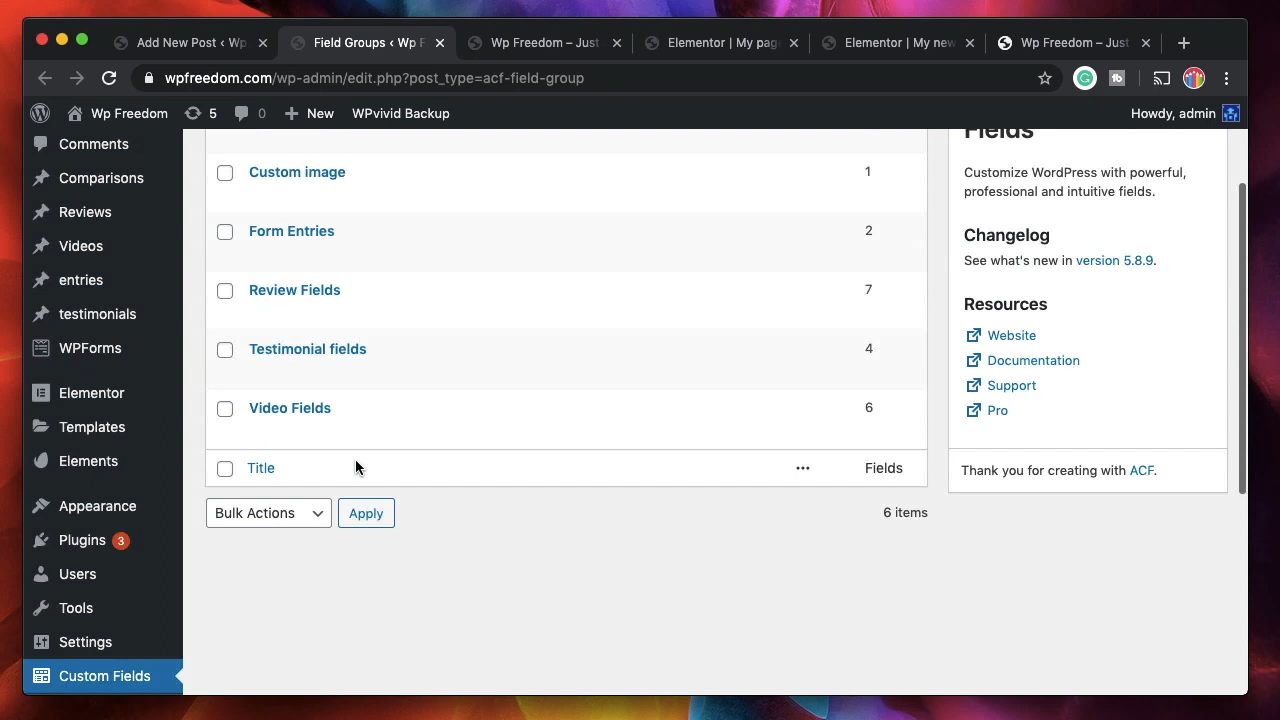 Add New Post ‹ Wp
Field Groups ‹ Wp F
Wp Freedom – Just
Elementor | My pag
Elementor | My new
Wp Freedom – Just
wpfreedom.com/wp-admin/edit.php?post_type=acf-field-group
Wp Freedom
5
0
New
WPvivid Backup
Howdy, admin
Comments
Comparisons
Reviews
Videos
entries
testimonials
WPForms
Elementor
Templates
Elements
Appearance
Plugins 3
Users
Tools
Settings
Custom Fields
Custom image 1
Form Entries 2
Review Fields 7
Testimonial fields 4
Video Fields 6
Title ••• Fields
Bulk Actions
Apply
6 items
Fields
Customize WordPress with powerful,
professional and intuitive fields.
Changelog
See what's new in version 5.8.9.
Resources
Website
Documentation
Support
Pro
Thank you for creating with ACF.